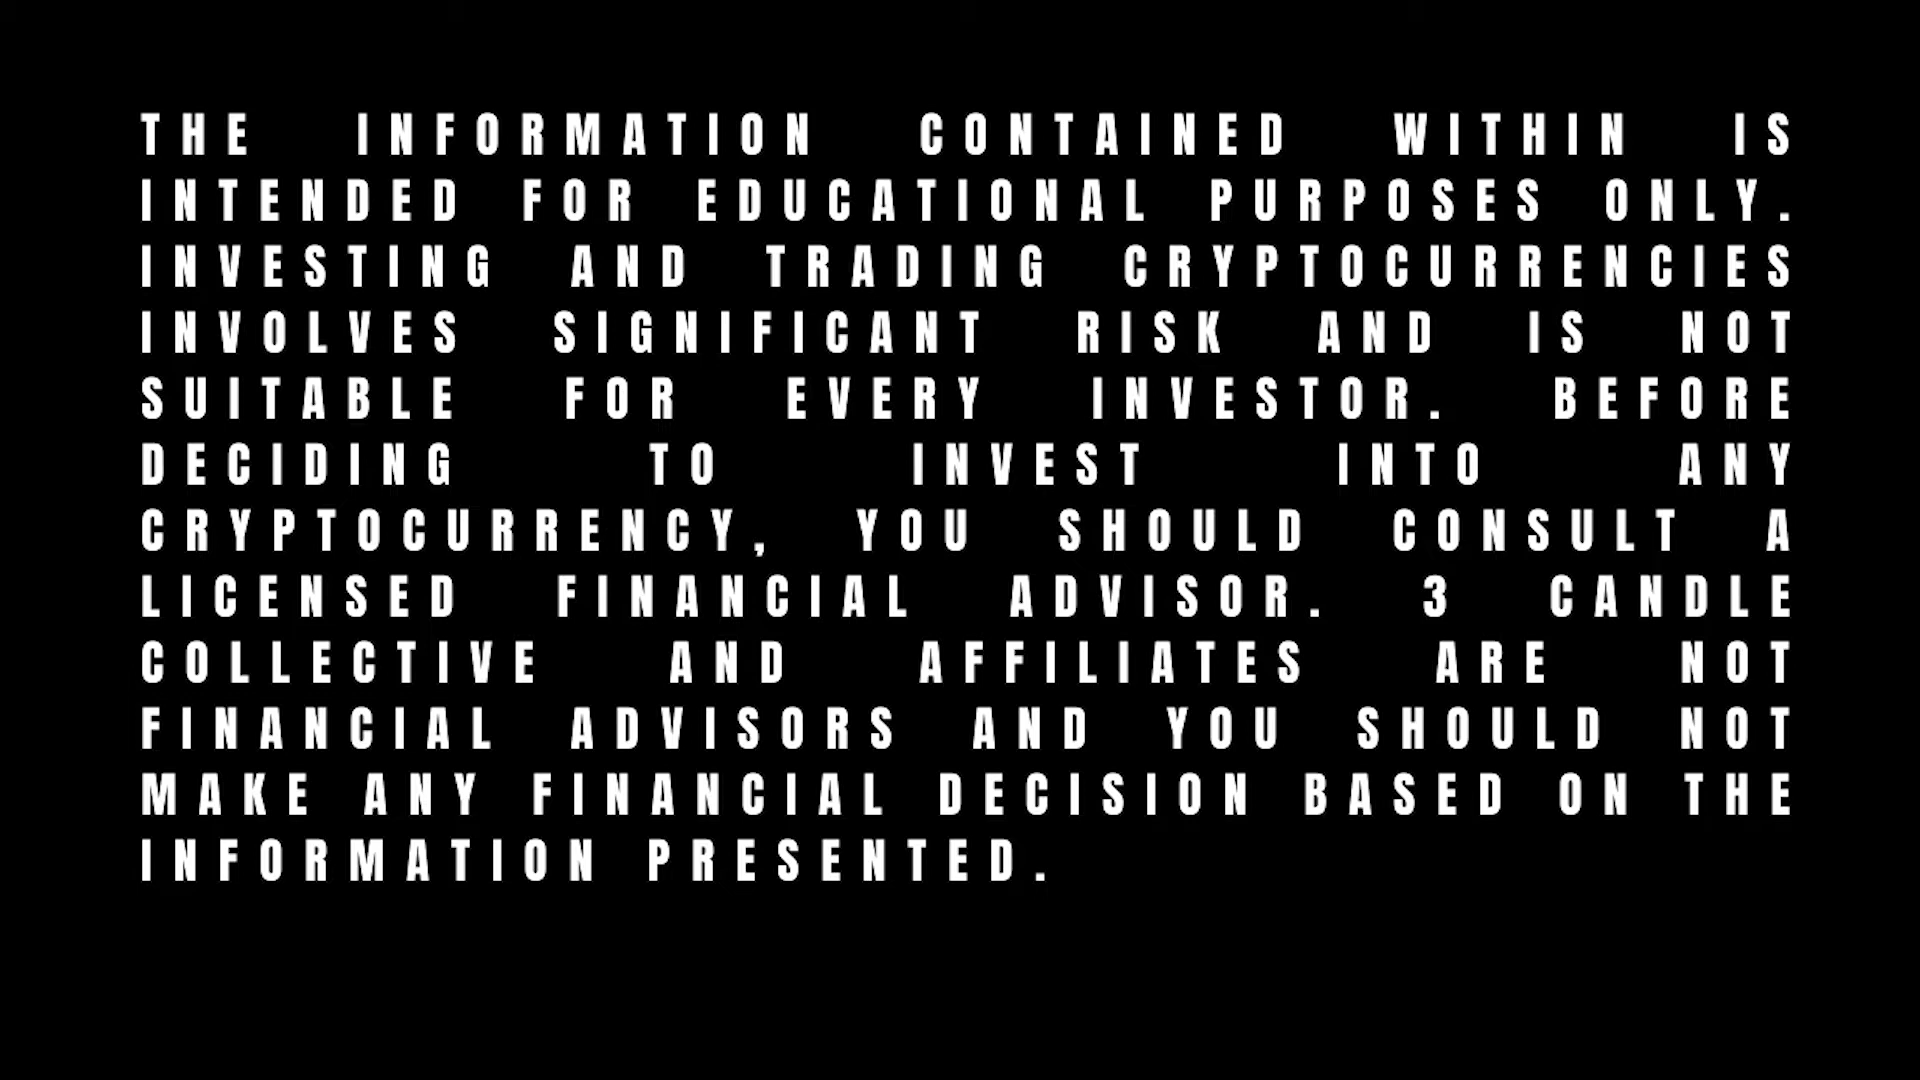 THE INFORMATION CONTAINED WITHIN IS
INTENDED FOR EDUCATIONAL PURPOSES ONLY.
INVESTING AND TRADING CRYPTOCURRENCIES
INVOLVES SIGNIFICANT RISK AND IS NOT
SUITABLE FOR EVERY INVESTOR. BEFORE
DECIDING TO INVEST INTO ANY
CRYPTOCURRENCY, YOU SHOULD CONSULT A
LICENSED FINANCIAL ADVISOR. 3 CANDLE
COLLECTIVE AND AFFILIATES ARE NOT
FINANCIAL ADVISORS AND YOU SHOULD NOT
MAKE ANY FINANCIAL DECISION BASED ON THE
INFORMATION PRESENTED.